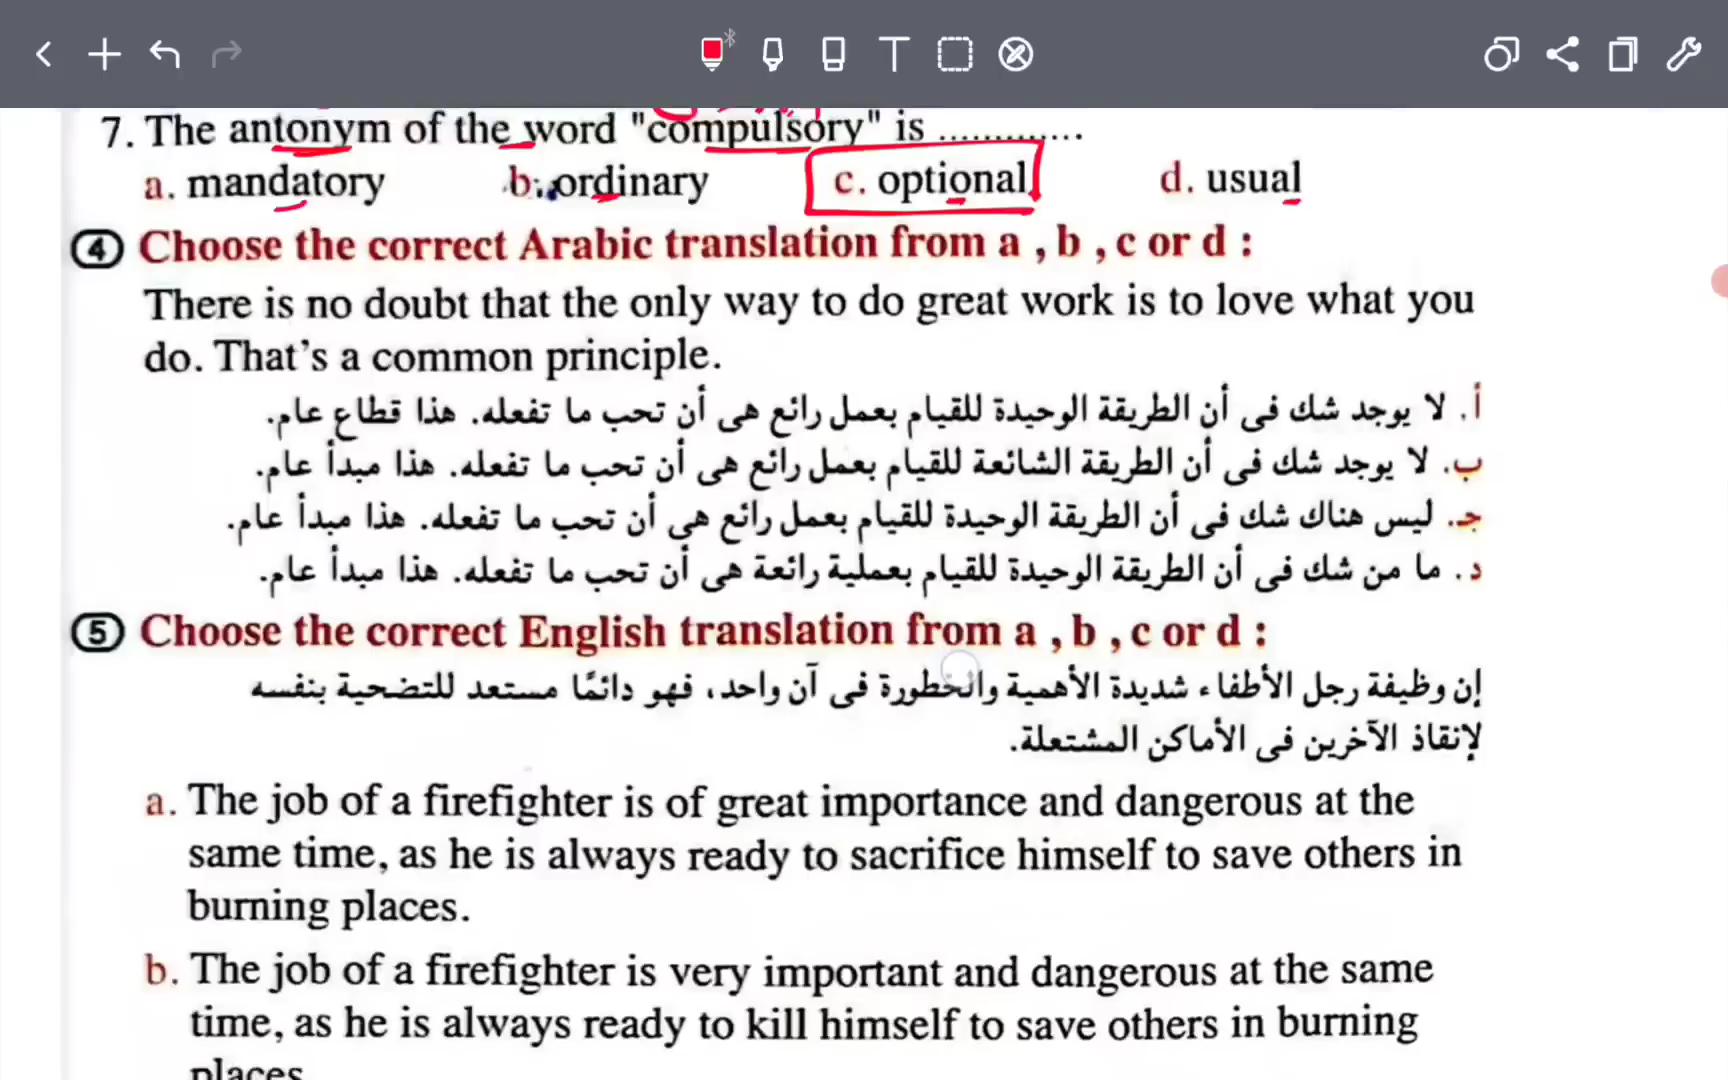 7. The antonym of the word "compulsory" is ............
a. mandatory b. ordinary c. optional d. usual
④ Choose the correct Arabic translation from a , b , c or d :
There is no doubt that the only way to do great work is to love what you
do. That's a common principle.
أ. لا يوجد شك فى أن الطريقة الوحيدة للقيام بعمل رائع هى أن تحب ما تفعله. هذا قطاع عام.
ب. لا يوجد شك فى أن الطريقة الشائعة للقيام بعمل رائع هى أن تحب ما تفعله. هذا مبدأ عام.
جـ. ليس هناك شك فى أن الطريقة الوحيدة للقيام بعمل رائع هى أن تحب ما تفعله. هذا مبدأ عام.
د. ما من شك فى أن الطريقة الوحيدة للقيام بعملية رائعة هى أن تحب ما تفعله. هذا مبدأ عام.
⑤ Choose the correct English translation from a , b , c or d :
إن وظيفة رجل الأطفاء شديدة الأهمية والخطورة فى آن واحد، فهو دائمًا مستعد للتضحية بنفسه
لإنقاذ الآخرين فى الأماكن المشتعلة.
a. The job of a firefighter is of great importance and dangerous at the
same time, as he is always ready to sacrifice himself to save others in
burning places.
b. The job of a firefighter is very important and dangerous at the same
time, as he is always ready to kill himself to save others in burning
places